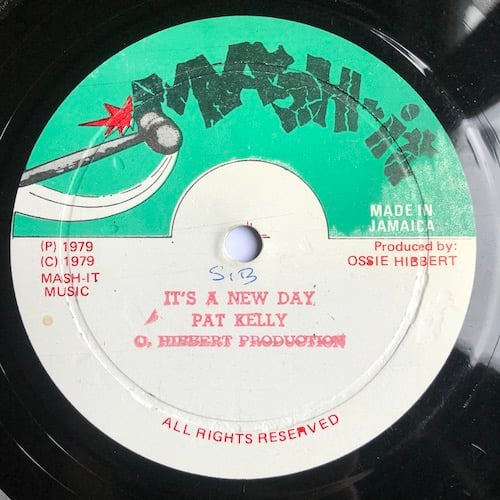 MASH it
MADE IN
JAMAICA
(P) 1979
(C) 1979
MASH-IT
MUSIC
Produced by:
OSSIE HIBBERT
S.B
IT'S A NEW DAY
PAT KELLY
O. HIBBERT PRODUCTION
ALL RIGHTS RESERVED